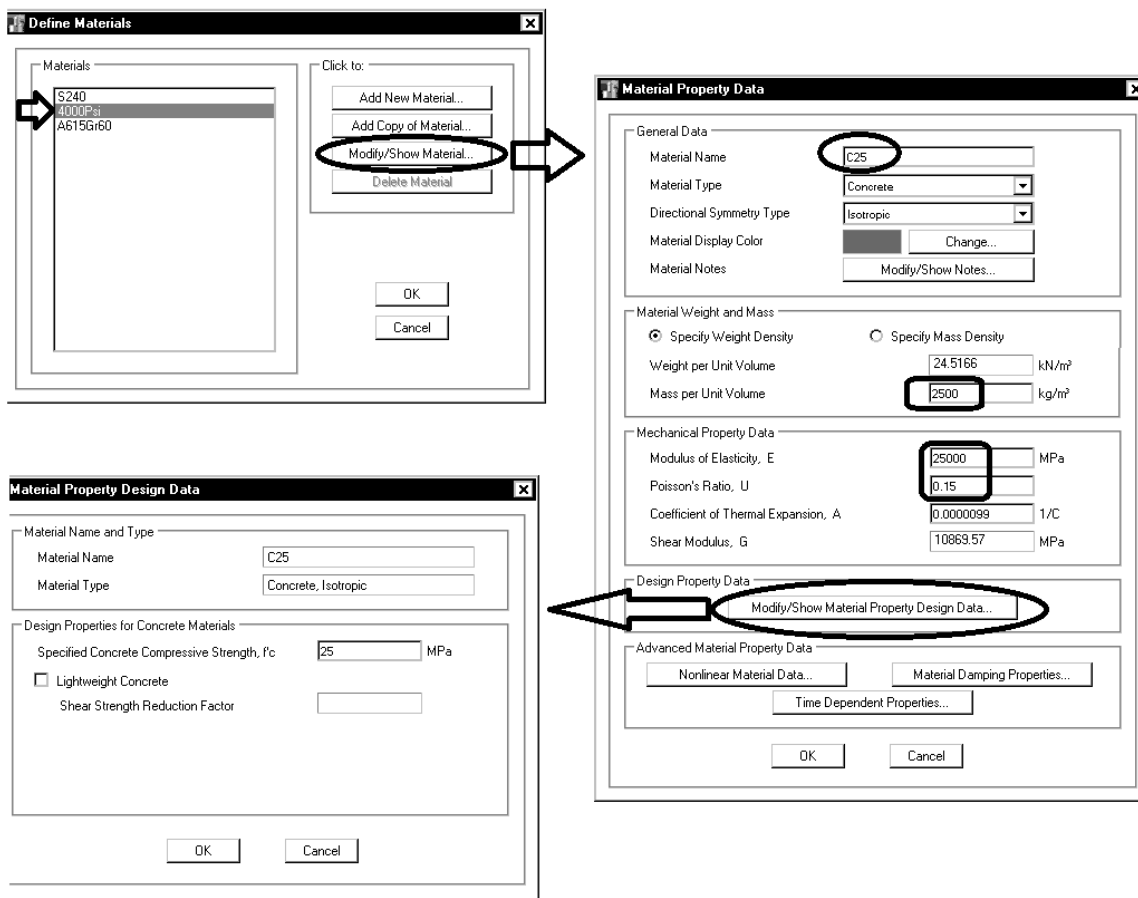 Define Materials
Materials
S240
4000Psi
A615Gr60
Click to:
Add New Material...
Add Copy of Material...
Modify/Show Material...
Delete Material
OK
Cancel
Material Property Data
General Data
Material Name C25
Material Type Concrete
Directional Symmetry Type Isotropic
Material Display Color Change...
Material Notes Modify/Show Notes...
Material Weight and Mass
Specify Weight Density Specify Mass Density
Weight per Unit Volume 24.5166 kN/m³
Mass per Unit Volume 2500 kg/m³
Mechanical Property Data
Modulus of Elasticity, E 25000 MPa
Poisson's Ratio, U 0.15
Coefficient of Thermal Expansion, A 0.0000099 1/C
Shear Modulus, G 10869.57 MPa
Design Property Data
Modify/Show Material Property Design Data...
Advanced Material Property Data
Nonlinear Material Data... Material Damping Properties...
Time Dependent Properties...
OK Cancel
Material Property Design Data
Material Name and Type
Material Name C25
Material Type Concrete, Isotropic
Design Properties for Concrete Materials
Specified Concrete Compressive Strength, f'c 25 MPa
Lightweight Concrete
Shear Strength Reduction Factor
OK Cancel